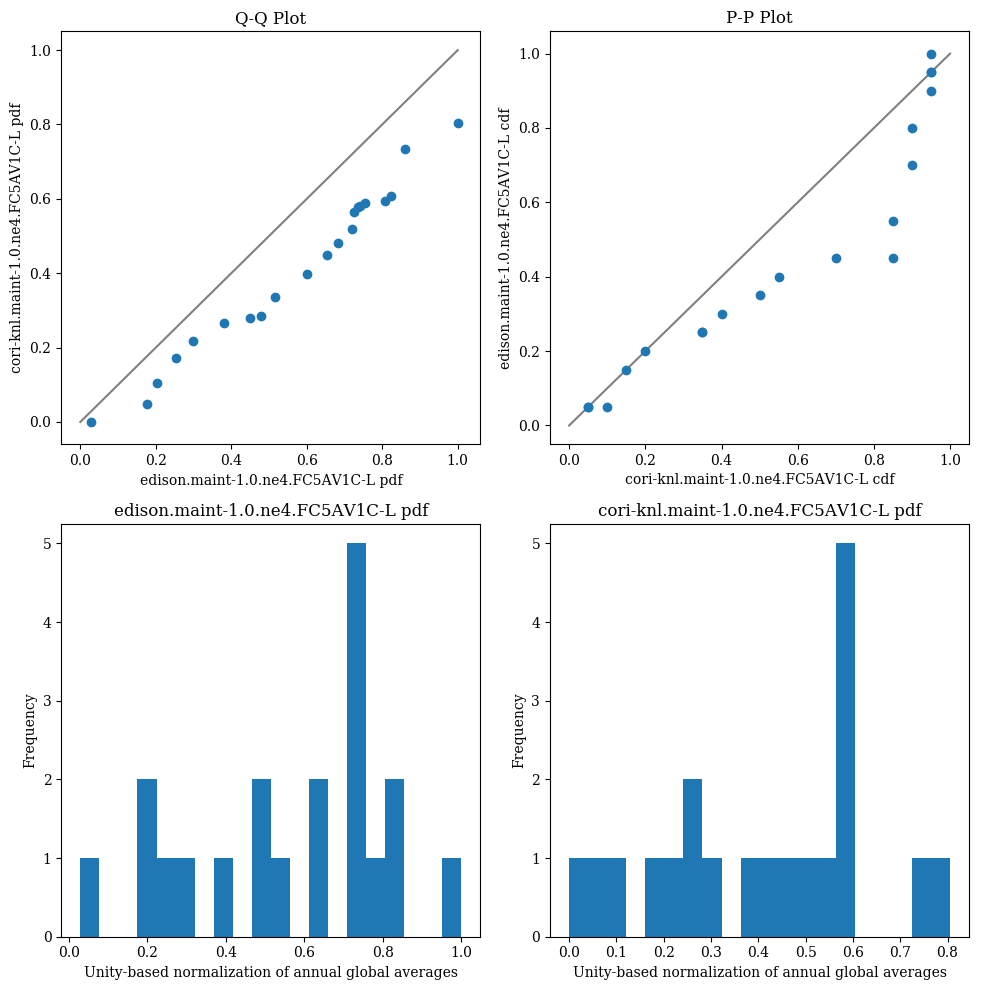 Q-Q Plot
1.0
0.8
0.6
0.4
0.2
0.0
cori-knl.maint-1.0.ne4.FC5AV1C-L pdf
0.0 0.2 0.4 0.6 0.8 1.0
edison.maint-1.0.ne4.FC5AV1C-L pdf
P-P Plot
1.0
0.8
0.6
0.4
0.2
0.0
edison.maint-1.0.ne4.FC5AV1C-L cdf
0.0 0.2 0.4 0.6 0.8 1.0
cori-knl.maint-1.0.ne4.FC5AV1C-L cdf
edison.maint-1.0.ne4.FC5AV1C-L pdf
5
4
3
2
1
0
Frequency
0.0 0.2 0.4 0.6 0.8 1.0
Unity-based normalization of annual global averages
cori-knl.maint-1.0.ne4.FC5AV1C-L pdf
5
4
3
2
1
0
Frequency
0.0 0.1 0.2 0.3 0.4 0.5 0.6 0.7 0.8
Unity-based normalization of annual global averages